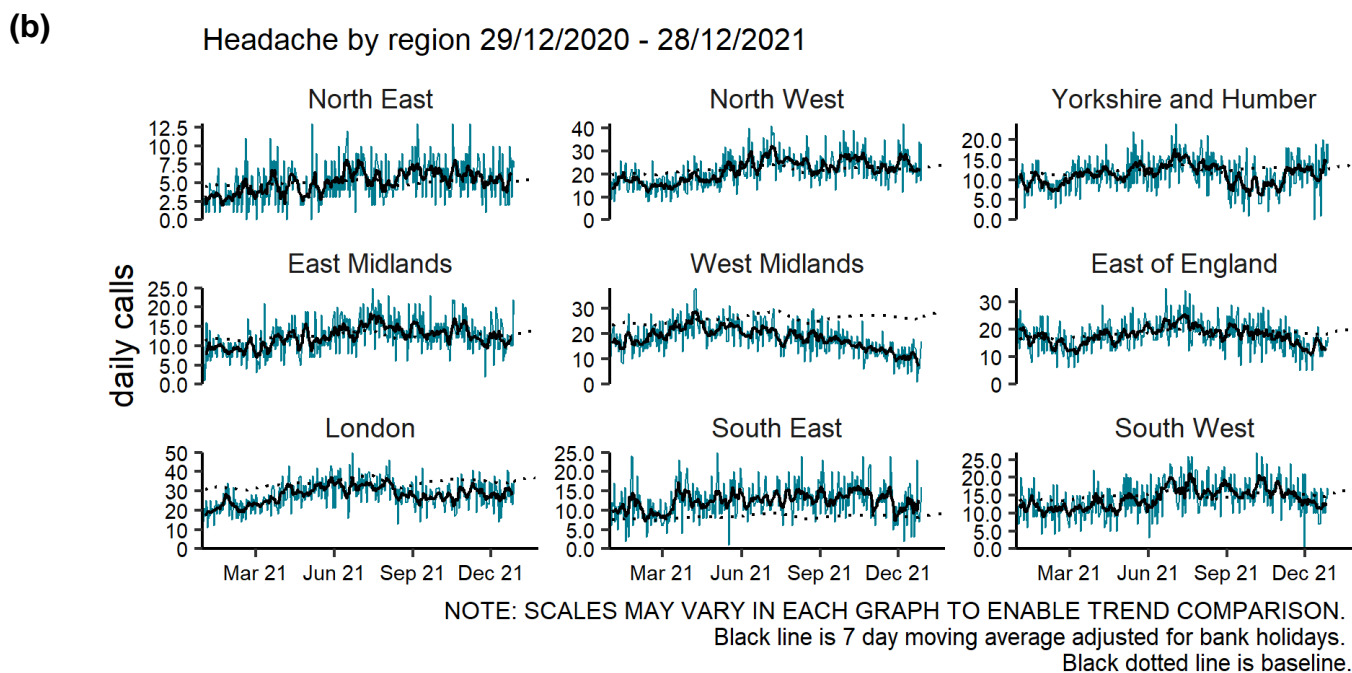 (b)
Headache by region 29/12/2020 - 28/12/2021
daily calls
North East
12.5
10.0
7.5
5.0
2.5
0.0
North West
40
30
20
10
0
Yorkshire and Humber
20.0
15.0
10.0
5.0
0.0
East Midlands
25.0
20.0
15.0
10.0
5.0
0.0
West Midlands
30
20
10
0
East of England
30
20
10
0
London
50
40
30
20
10
0
Mar 21 Jun 21 Sep 21 Dec 21
South East
25.0
20.0
15.0
10.0
5.0
0.0
Mar 21 Jun 21 Sep 21 Dec 21
South West
25.0
20.0
15.0
10.0
5.0
0.0
Mar 21 Jun 21 Sep 21 Dec 21
NOTE: SCALES MAY VARY IN EACH GRAPH TO ENABLE TREND COMPARISON.
Black line is 7 day moving average adjusted for bank holidays.
Black dotted line is baseline.